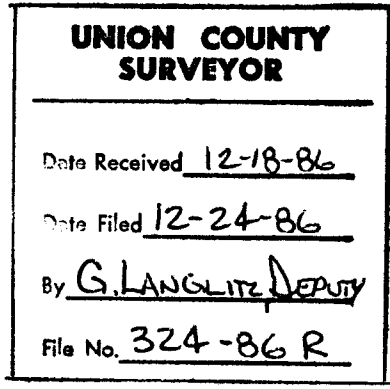 UNION COUNTY
SURVEYOR
Date Received 12-18-86
Date Filed 12-24-86
By G. LANGLITZ DEPUTY
File No. 324-86 R